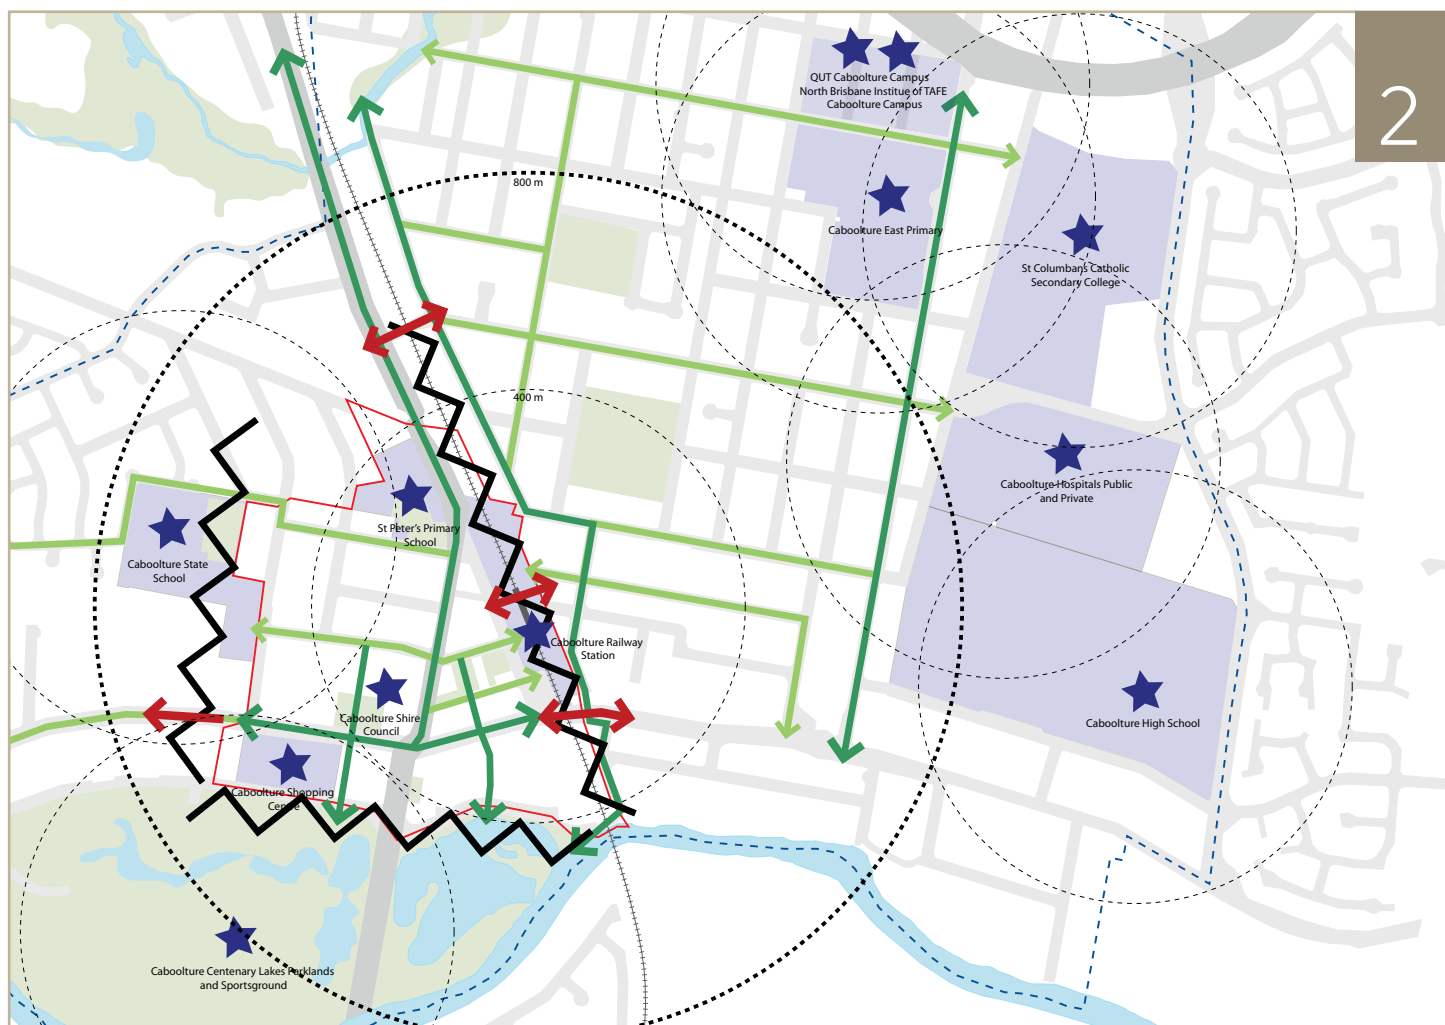 2
QUT Caboolture Campus
North Brisbane Institue of TAFE
Caboolture Campus
800 m
Caboolture East Primary
St Columbans Catholic
Secondary College
400 m
Caboolture Hospitals Public
and Private
St Peter's Primary
School
Caboolture State
School
Caboolture Railway
Station
Caboolture Shire
Council
Caboolture High School
Caboolture Shopping
Centre
Caboolture Centenary Lakes Parklands
and Sportsground